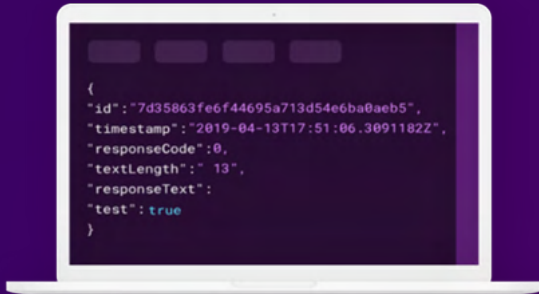 {
"id":"7d35863fe6f44695a713d54e6ba0aeb5",
"timestamp":"2019-04-13T17:51:06.3091182Z",
"responseCode":0,
"textLength":" 13",
"responseText":
"test": true
}